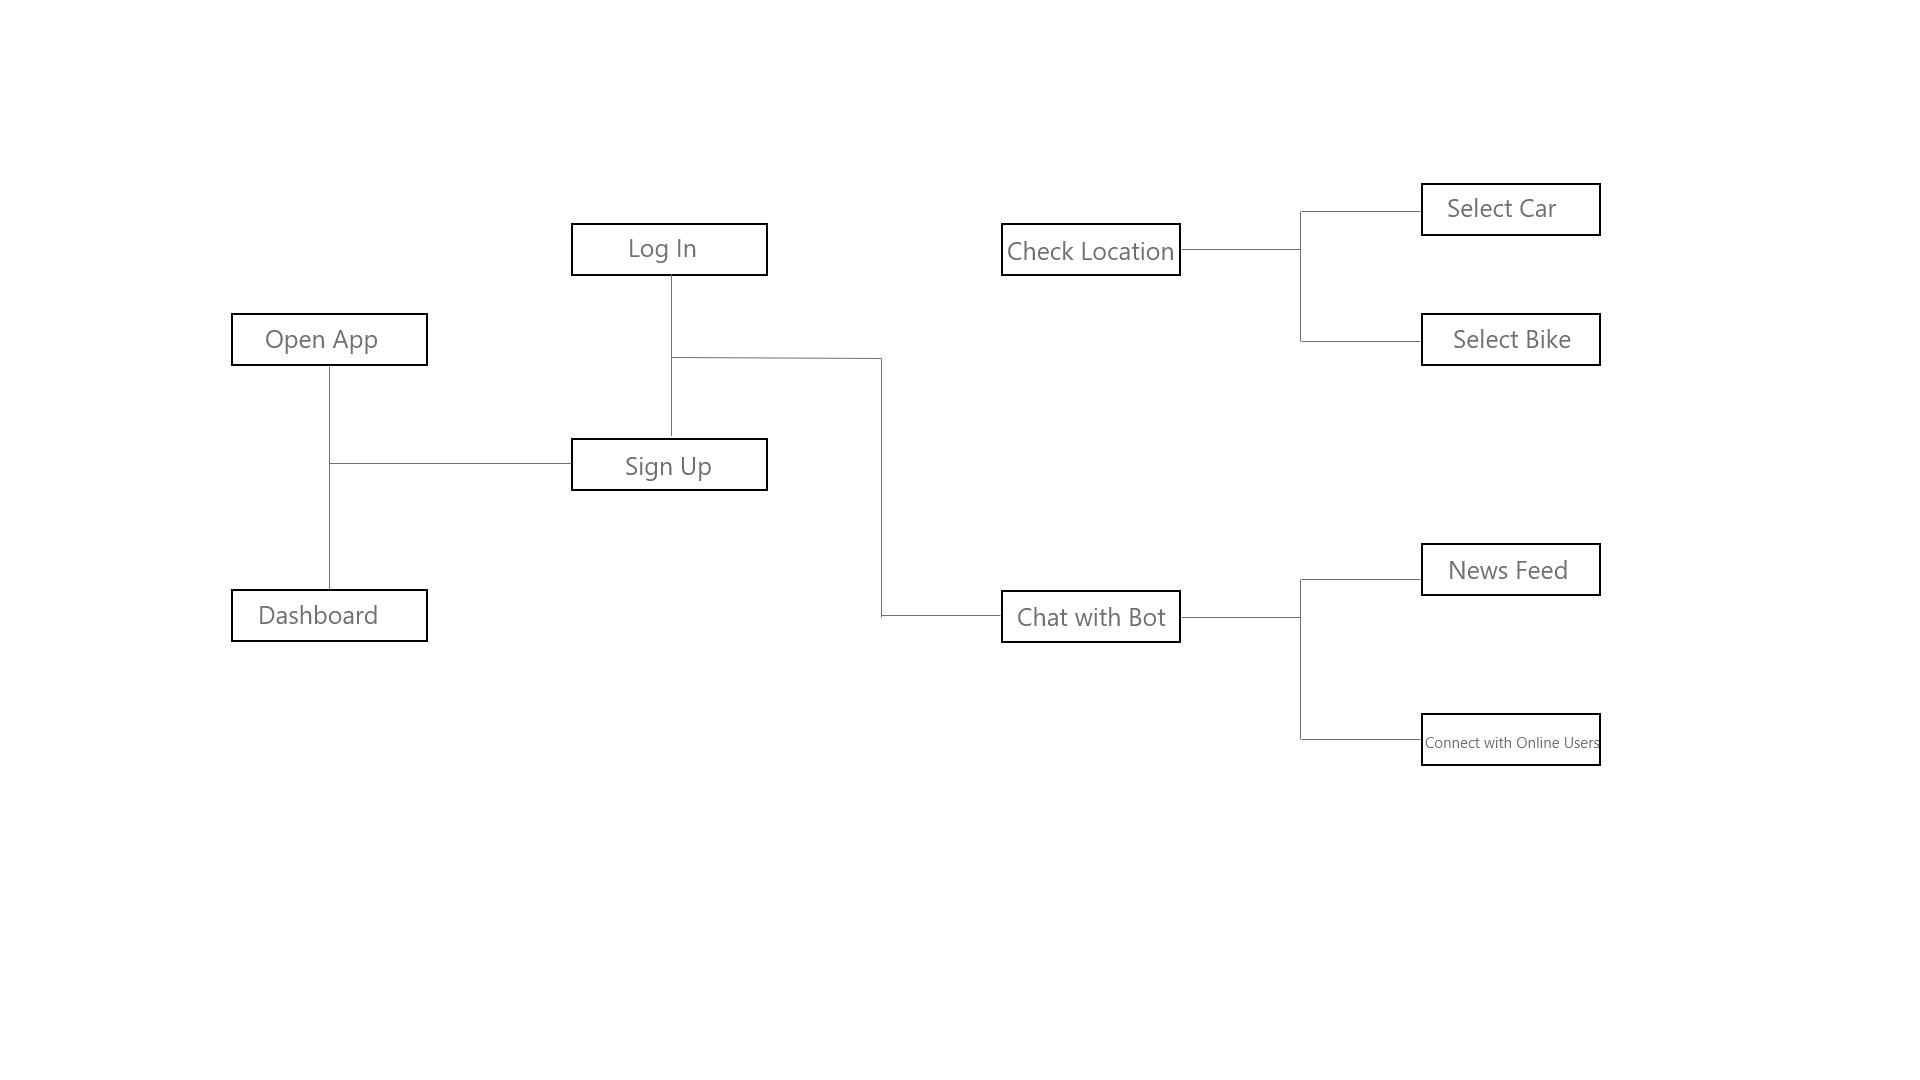 Open App
Dashboard
Log In
Sign Up
Check Location
Chat with Bot
Select Car
Select Bike
News Feed
Connect with Online Users